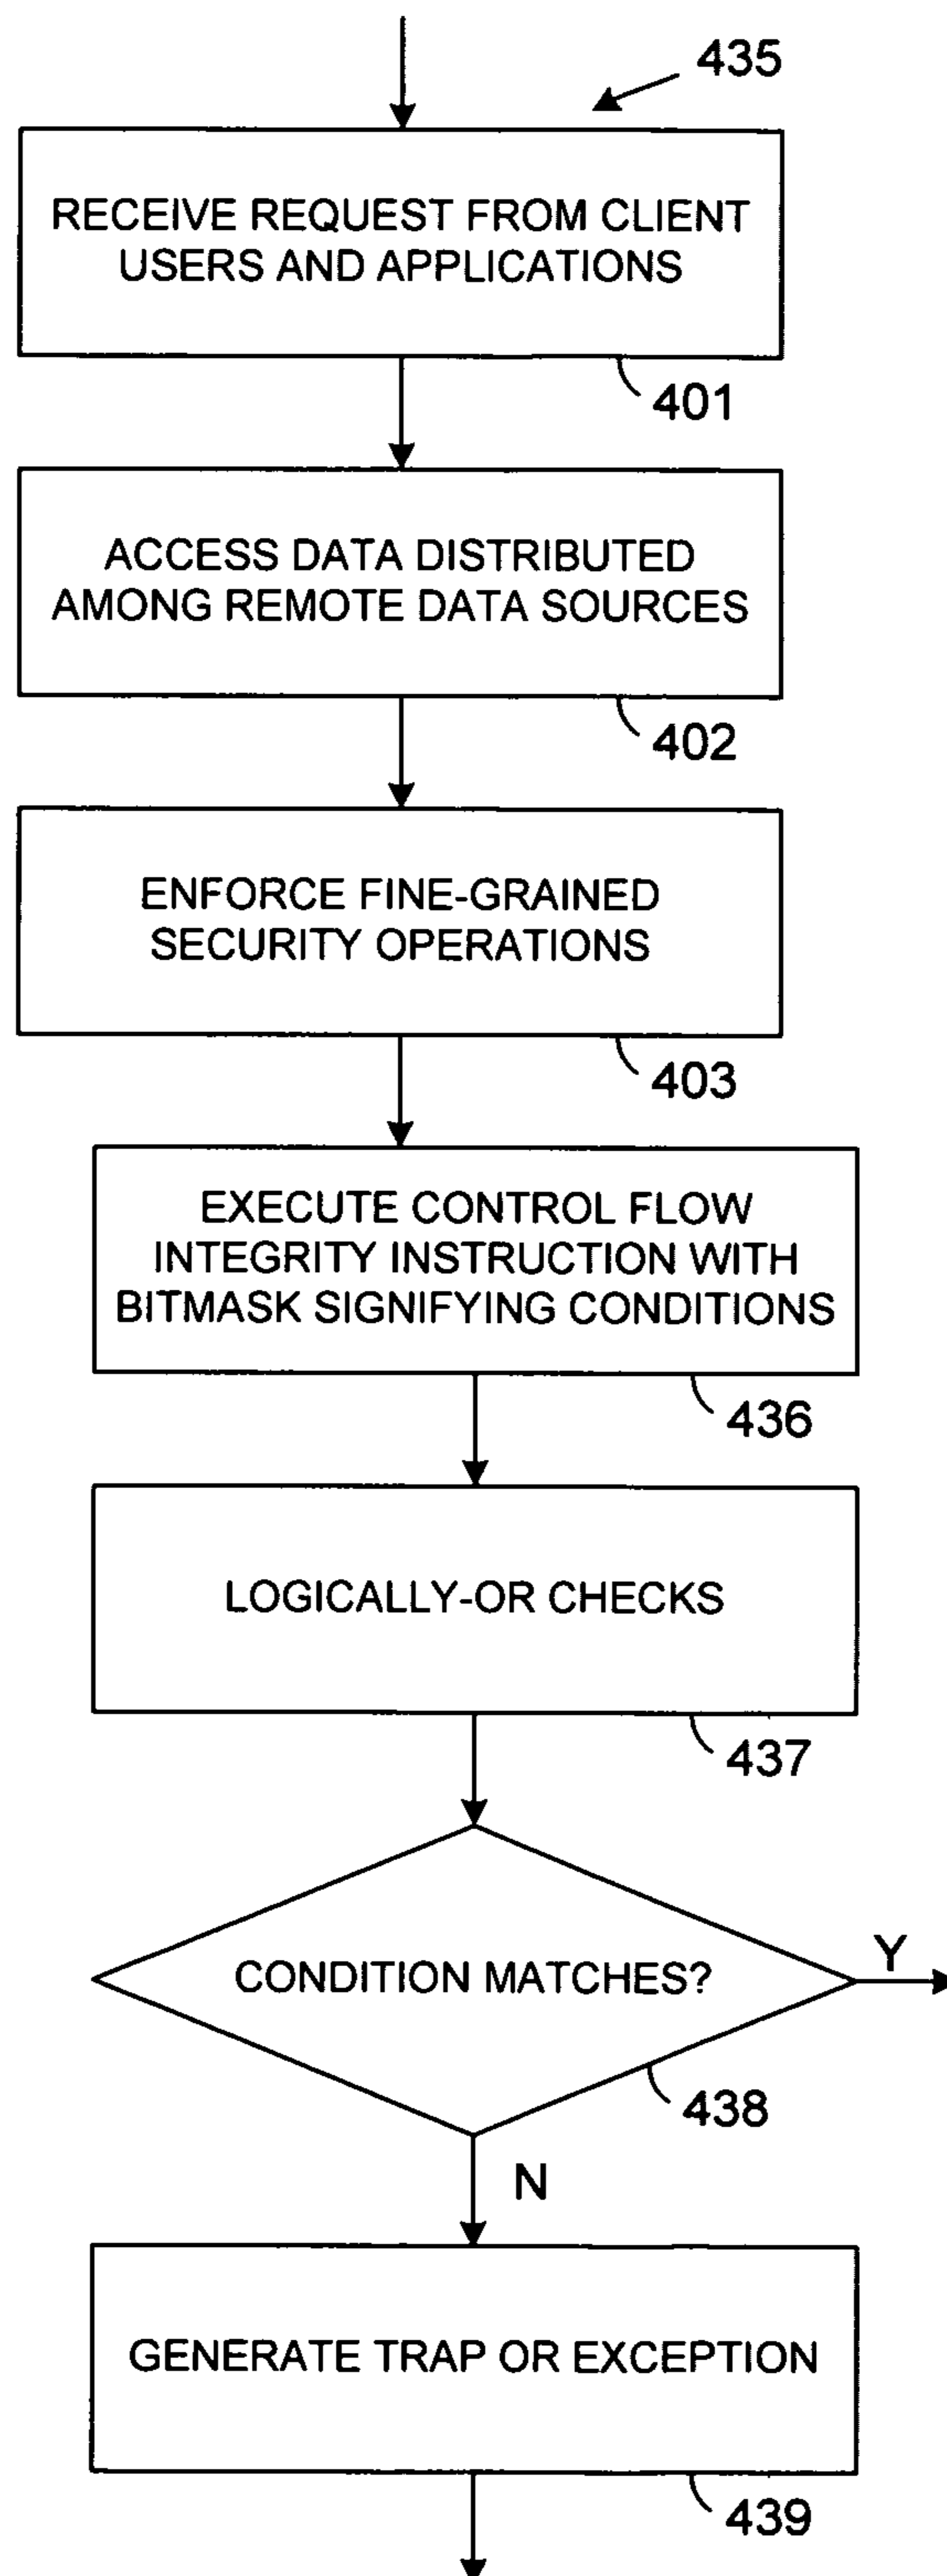 435
RECEIVE REQUEST FROM CLIENT
USERS AND APPLICATIONS
401
ACCESS DATA DISTRIBUTED
AMONG REMOTE DATA SOURCES
402
ENFORCE FINE-GRAINED
SECURITY OPERATIONS
403
EXECUTE CONTROL FLOW
INTEGRITY INSTRUCTION WITH
BITMASK SIGNIFYING CONDITIONS
436
LOGICALLY-OR CHECKS
437
CONDITION MATCHES?
Y
438
N
GENERATE TRAP OR EXCEPTION
439